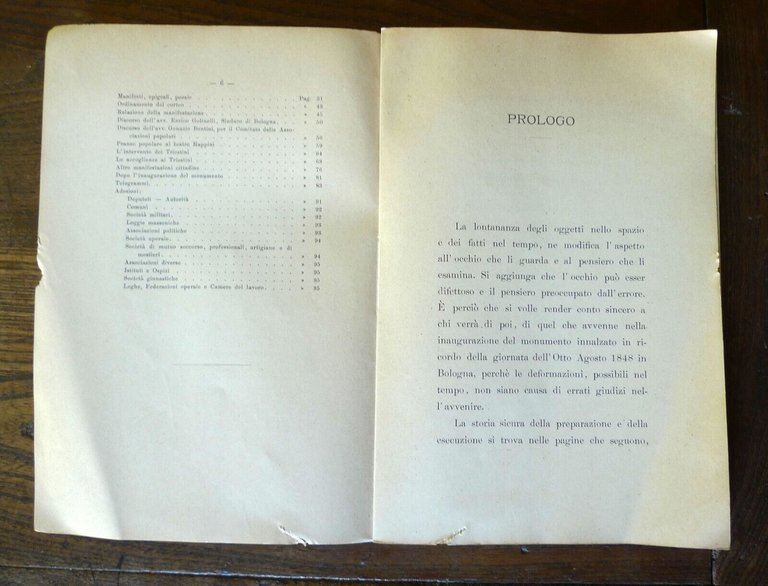 — 6 —
Manifesti, epigrafi, poesie . . . . . . . . . . . Pag. 31
Ordinamento del corteo . . . . . . . . . . . » 43
Relazione della manifestazione . . . . . . . . . . » 45
Discorso dell'avv. Enrico Golinelli, Sindaco di Bologna. . . . » 50
Discorso dell'avv. Genunzio Bentini, per il Comitato delle Associazioni popolari . . . . . . . . . . » 56
Pranzo popolare al teatro Rappini . . . . . . . . . » 59
L'intervento dei Triestini . . . . . . . . . . . » 64
Le accoglienze ai Triestini . . . . . . . . . . . » 68
Altre manifestazioni cittadine . . . . . . . . . . » 76
Dopo l'inaugurazione del monumento . . . . . . . . » 81
Telegrammi. . . . . . . . . . . . . . . » 83
Adesioni:
Deputati — Autorità . . . . . . . . . . . » 91
Comuni . . . . . . . . . . . . . . » 92
Società militari. . . . . . . . . . . . . » 92
Loggie massoniche . . . . . . . . . . . . » 93
Associazioni politiche . . . . . . . . . . . » 93
Società operaie. . . . . . . . . . . . . » 94
Società di mutuo soccorso, professionali, artigiane e di
mestieri . . . . . . . . . . . . . » 94
Associazioni diverse . . . . . . . . . . . » 95
Istituti e Ospizi . . . . . . . . . . . . » 95
Società ginnastiche . . . . . . . . . . . . » 95
Leghe, Federazioni operaie e Camere del lavoro. . . . . » 95
PROLOGO
La lontananza degli oggetti nello spazio
e dei fatti nel tempo, ne modifica l'aspetto
all'occhio che li guarda e al pensiero che li
esamina. Si aggiunga che l'occhio può esser
difettoso e il pensiero preoccupato dall'errore.
È perciò che si volle render conto sincero a
chi verrà di poi, di quel che avvenne nella
inaugurazione del monumento innalzato in ri-
cordo della giornata dell'Otto Agosto 1848 in
Bologna, perchè le deformazioni, possibili nel
tempo, non siano causa di errati giudizi nel-
l'avvenire.
La storia sicura della preparazione e della
esecuzione si trova nelle pagine che seguono,